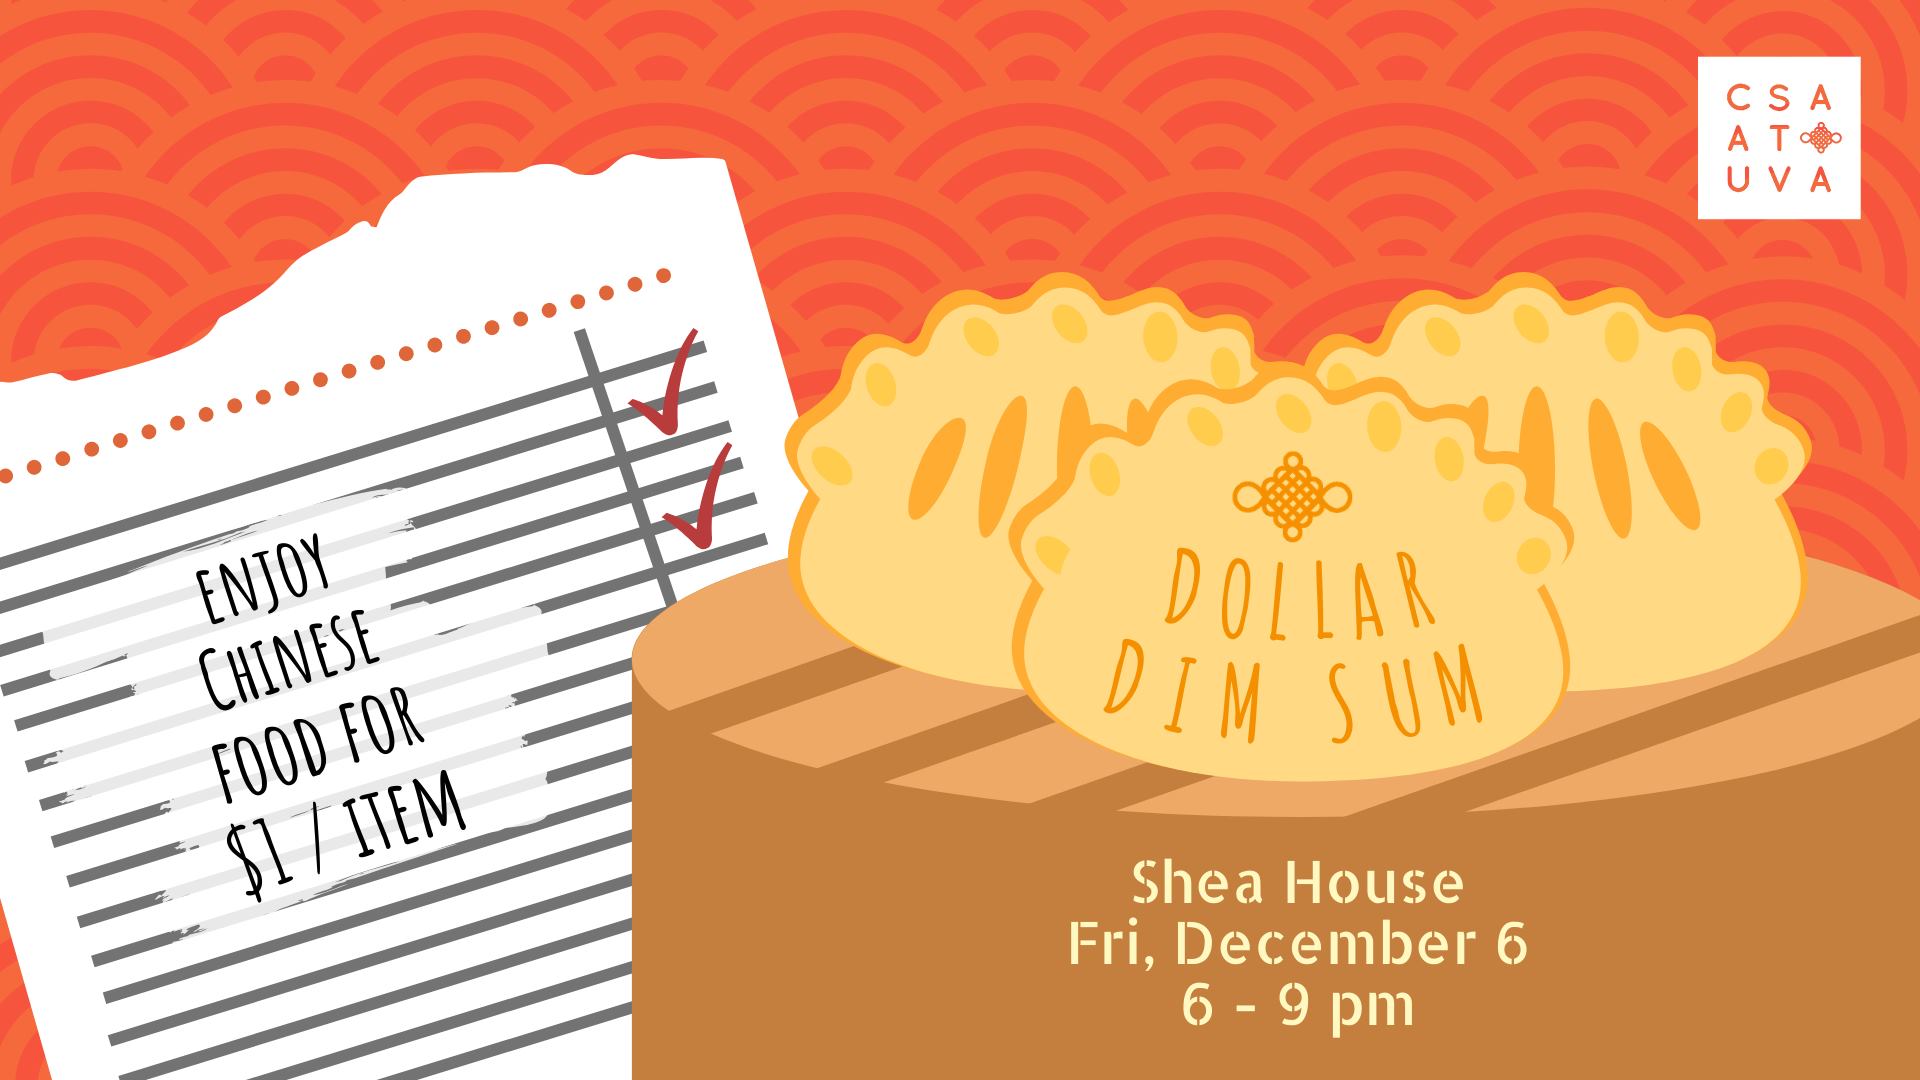 C S A
A T
U V A
ENJOY
CHINESE
FOOD FOR
$1 / ITEM
DOLLAR
DIM SUM
Shea House
Fri, December 6
6 - 9 pm